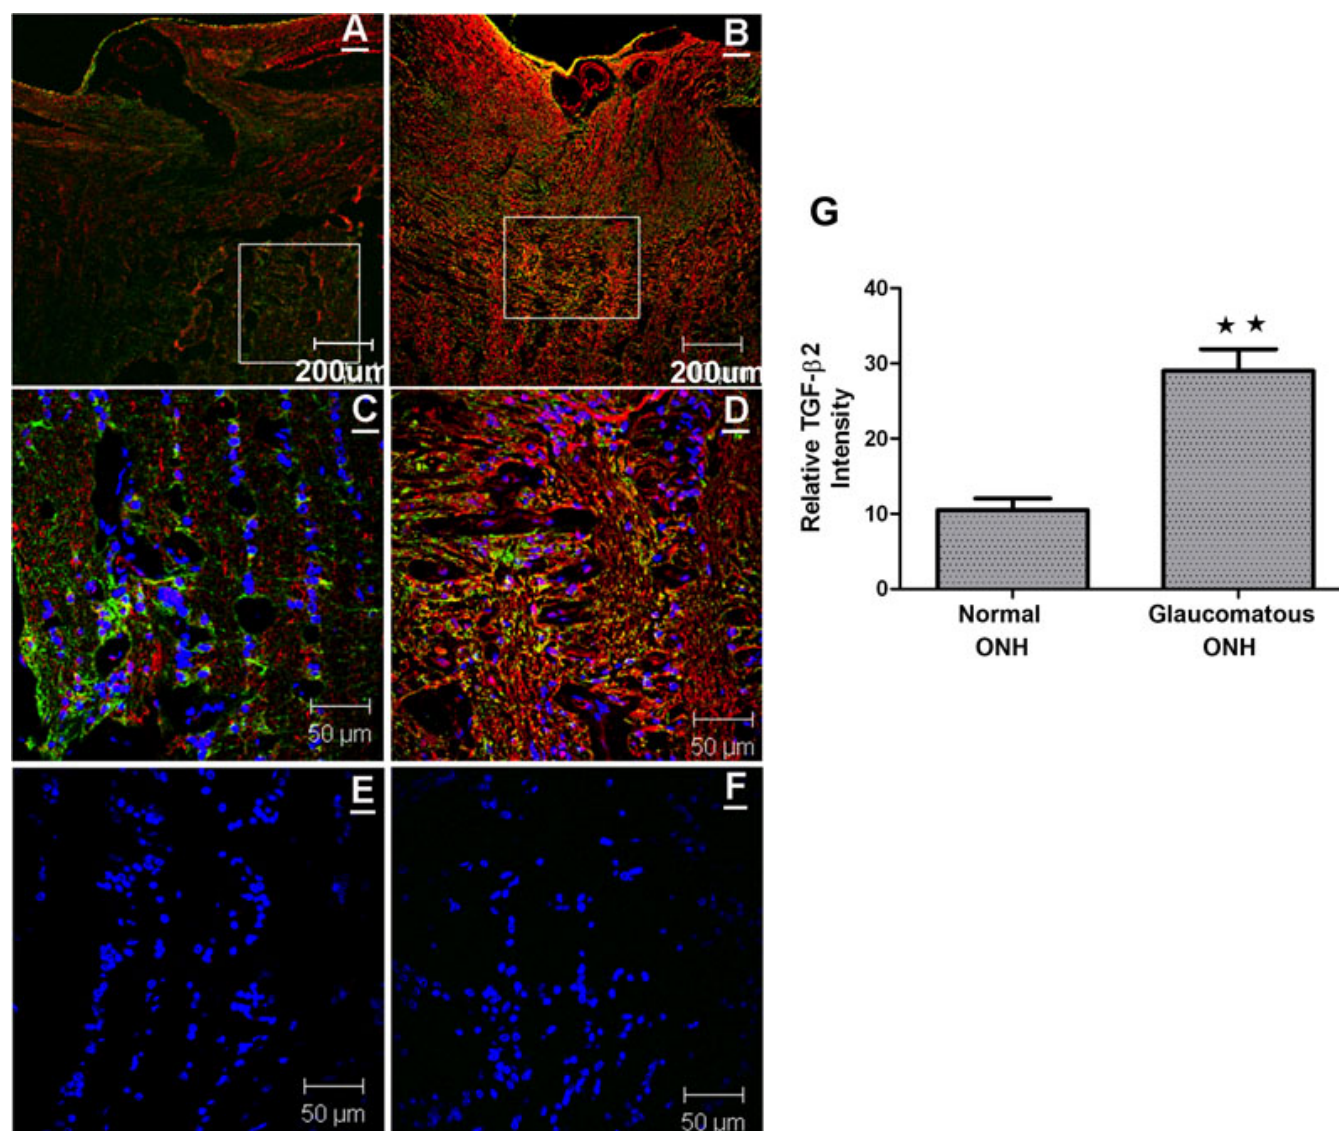 A
B
200um
200um
C
D
50 µm
50 µm
E
F
50 µm
50 µm
G
Relative TGF-β2
Intensity
40
30
20
10
0
★ ★
Normal
ONH
Glaucomatous
ONH